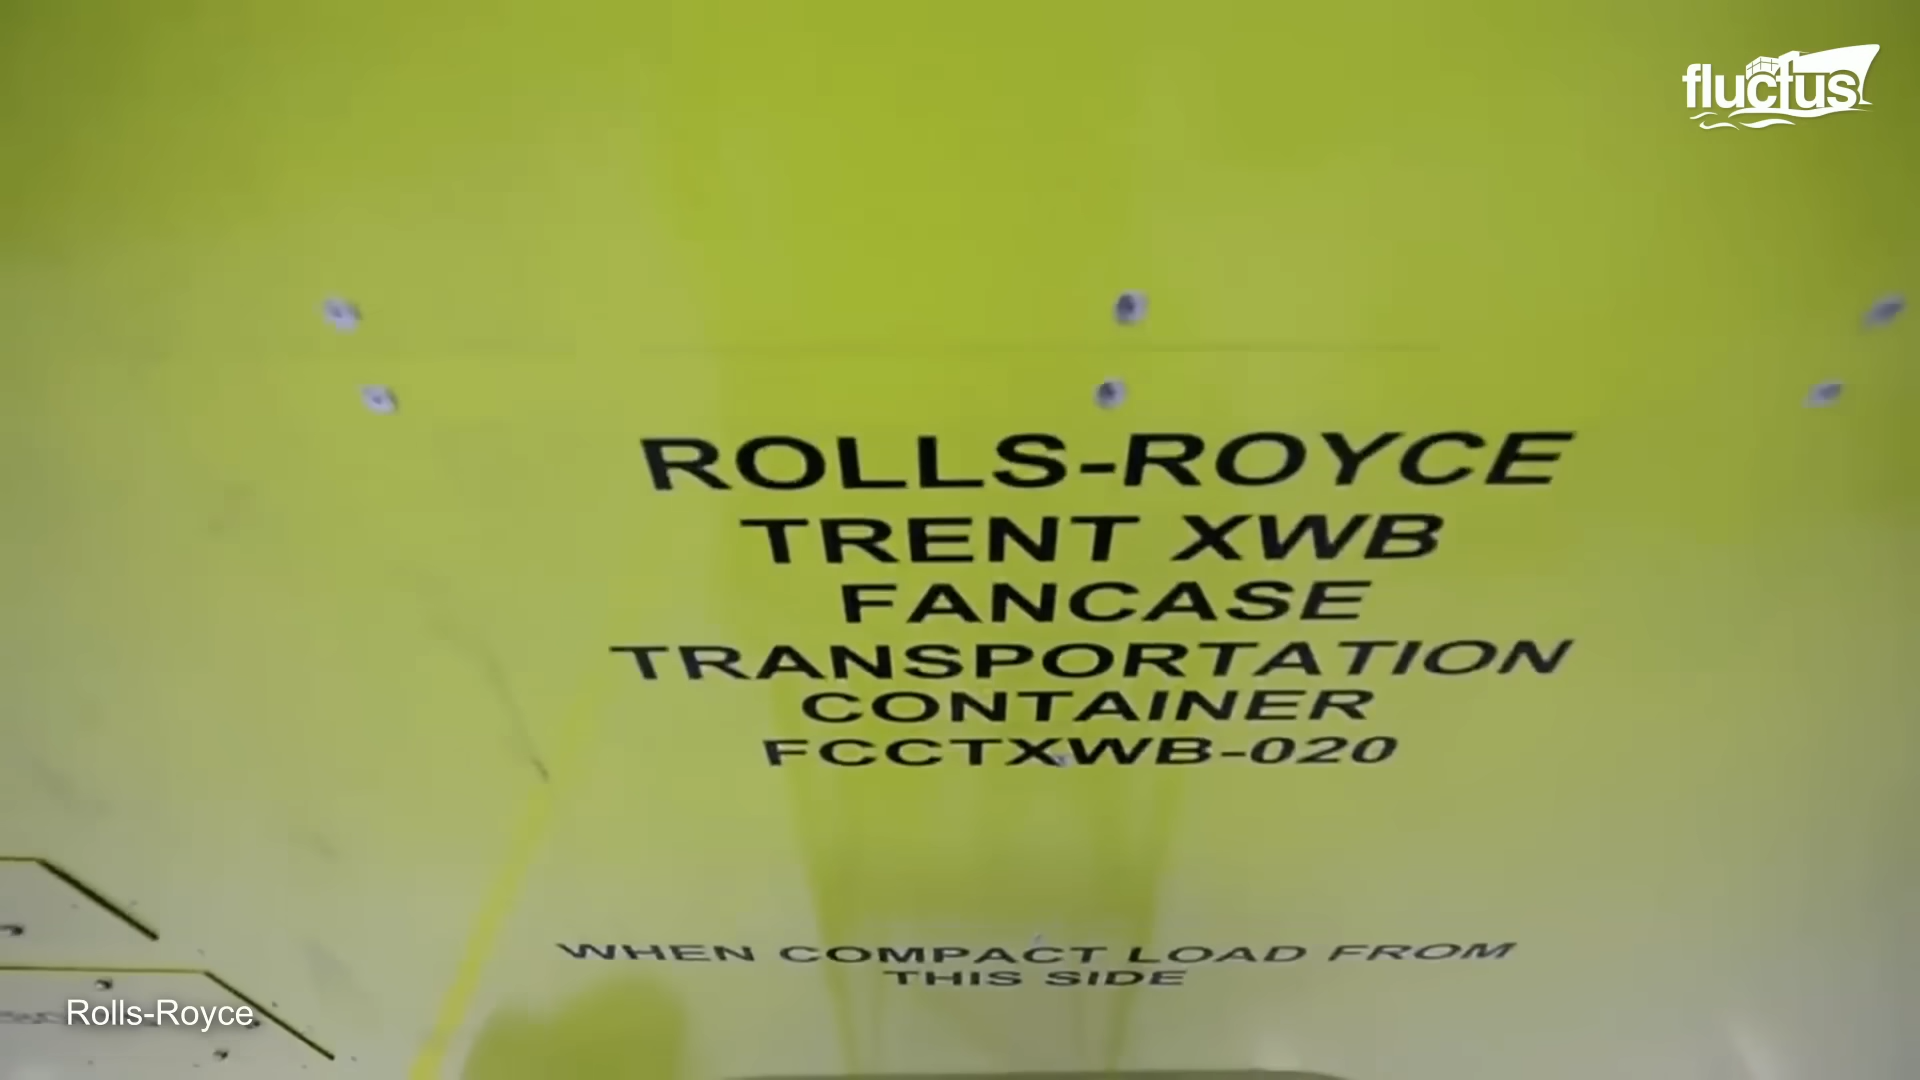 fluctus
ROLLS-ROYCE
TRENT XWB
FANCASE
TRANSPORTATION
CONTAINER
FCCTXWB-020
WHEN COMPACT LOAD FROM
THIS SIDE
Rolls-Royce